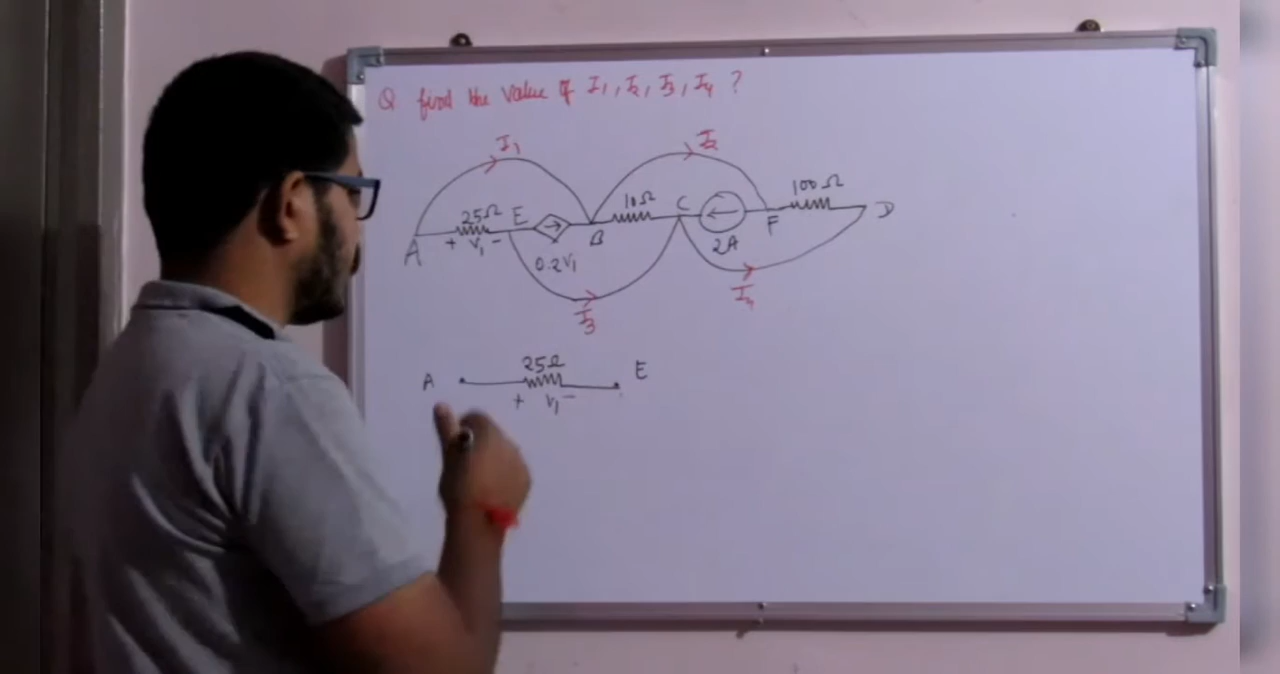 Q find the value of I1, I2, I3, I4 ?
I1
I2
25Ω
E
10Ω
C
100Ω
A
+ V1 -
B
2A
F
D
0.2V1
I3
I4
A
25Ω
E
+ V1 -